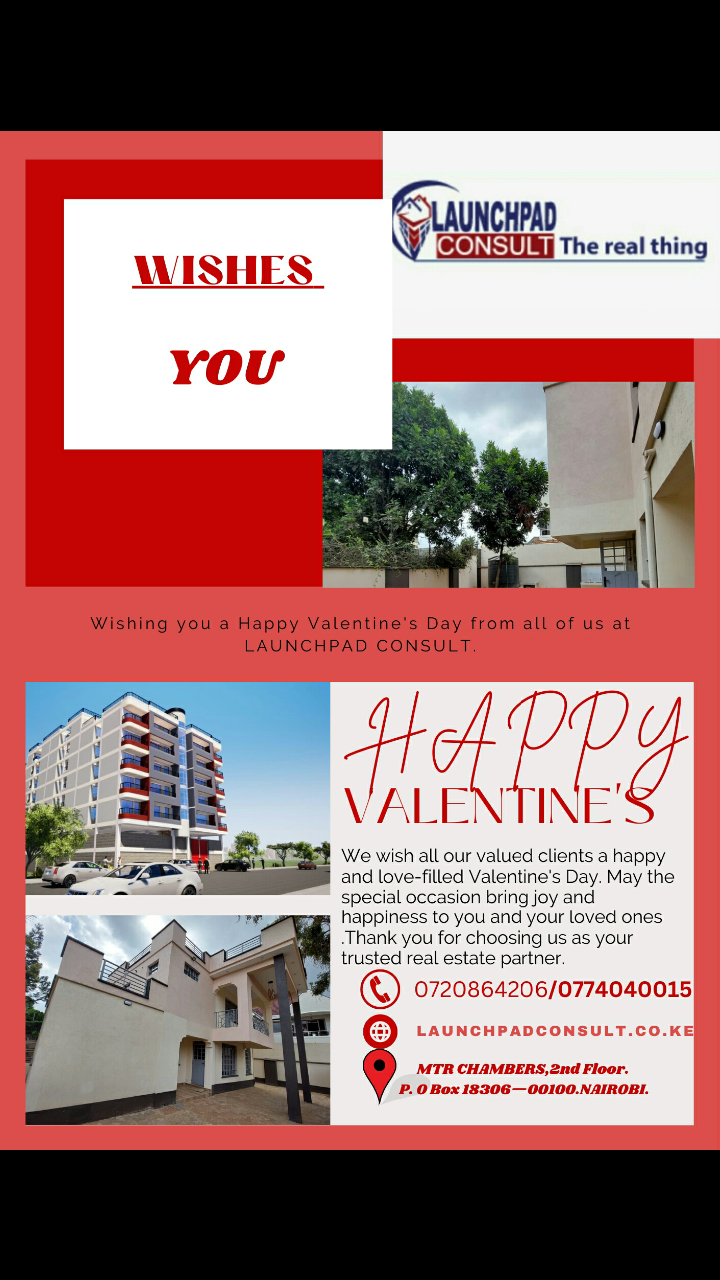 LAUNCHPAD
CONSULT The real thing
WISHES
YOU
Wishing you a Happy Valentine's Day from all of us at
LAUNCHPAD CONSULT.
HAPPY
VALENTINE'S
We wish all our valued clients a happy
and love-filled Valentine's Day. May the
special occasion bring joy and
happiness to you and your loved ones
.Thank you for choosing us as your
trusted real estate partner.
0720864206/0774040015
LAUNCHPADCONSULT.CO.KE
MTR CHAMBERS,2nd Floor.
P. O Box 18306—00100.NAIROBI.